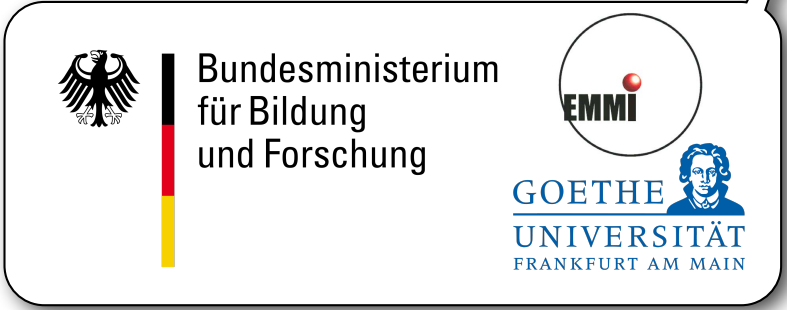 Bundesministerium
für Bildung
und Forschung
EMMi
GOETHE
UNIVERSITÄT
FRANKFURT AM MAIN